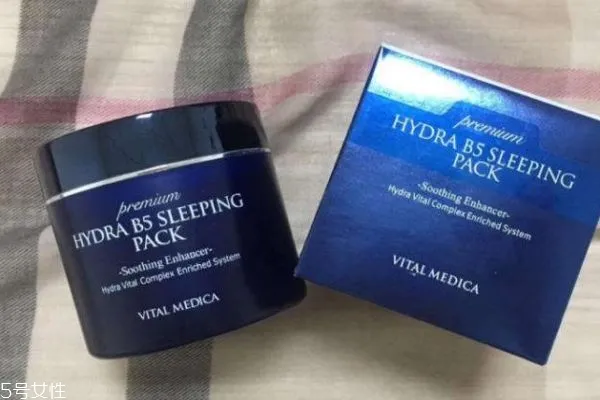 premium
HYDRA B5 SLEEPING
PACK
-Soothing Enhancer-
Hydra Vital Complex Enriched System
VITAL MEDICA
premium
HYDRA B5 SLEEPING
PACK
-Soothing Enhancer-
Hydra Vital Complex Enriched System
VITAL MEDICA
5号女性